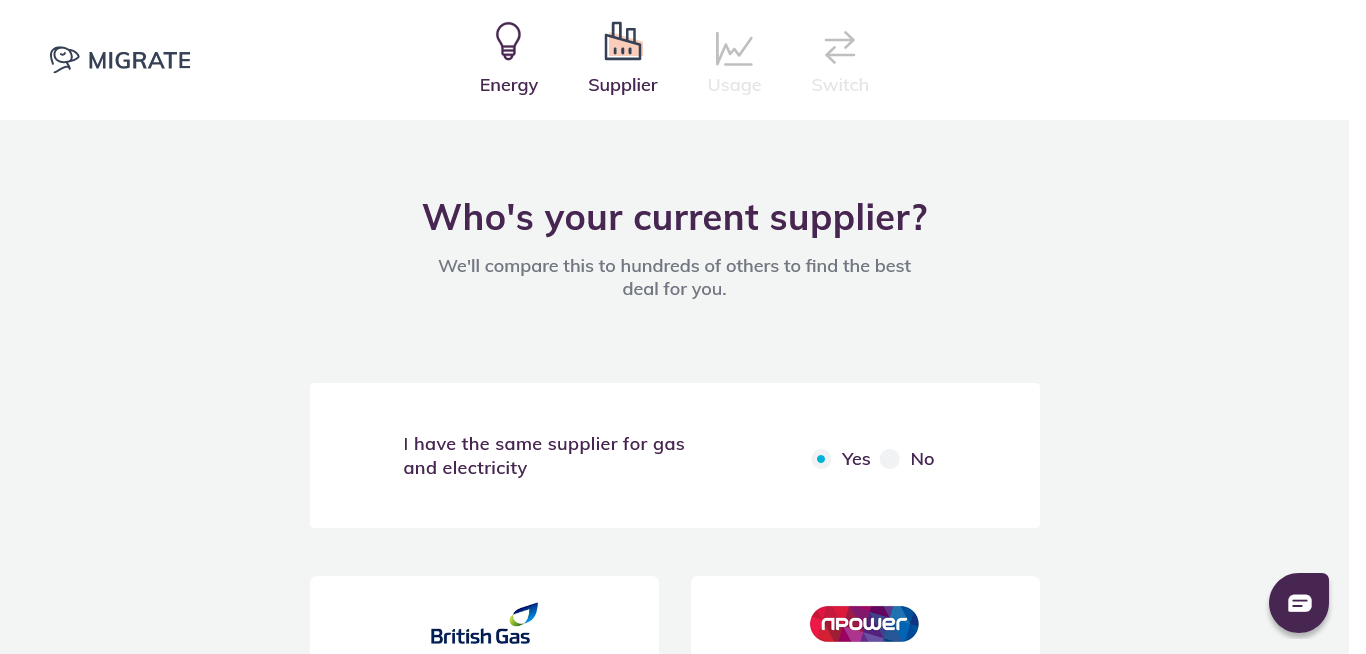 MIGRATE
Energy
Supplier
Usage
Switch
Who's your current supplier?
We'll compare this to hundreds of others to find the best
deal for you.
I have the same supplier for gas
and electricity
Yes
No
British Gas
npower